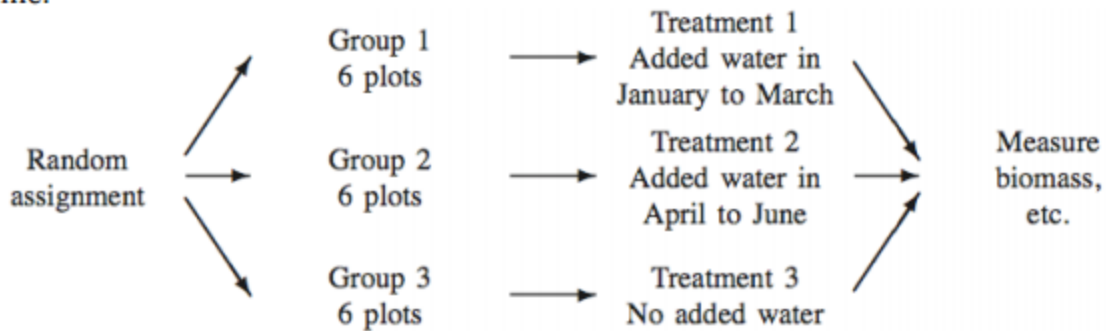 Group 1
6 plots
Treatment 1
Added water in
January to March
Random
assignment
Group 2
6 plots
Treatment 2
Added water in
April to June
Measure
biomass,
etc.
Group 3
6 plots
Treatment 3
No added water